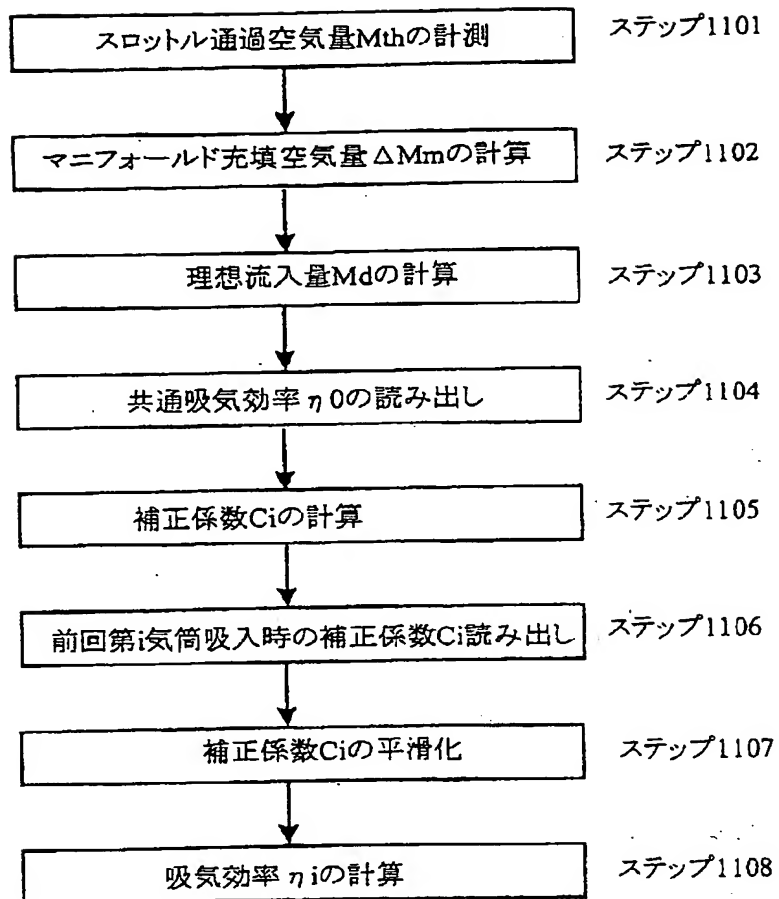 スロットル通過空気量Mthの計測 ステップ1101
マニフォールド充填空気量ΔMmの計算 ステップ1102
理想流入量Mdの計算 ステップ1103
共通吸気効率η0の読み出し ステップ1104
補正係数Ciの計算 ステップ1105
前回第i気筒吸入時の補正係数Ci読み出し ステップ1106
補正係数Ciの平滑化 ステップ1107
吸気効率ηiの計算 ステップ1108